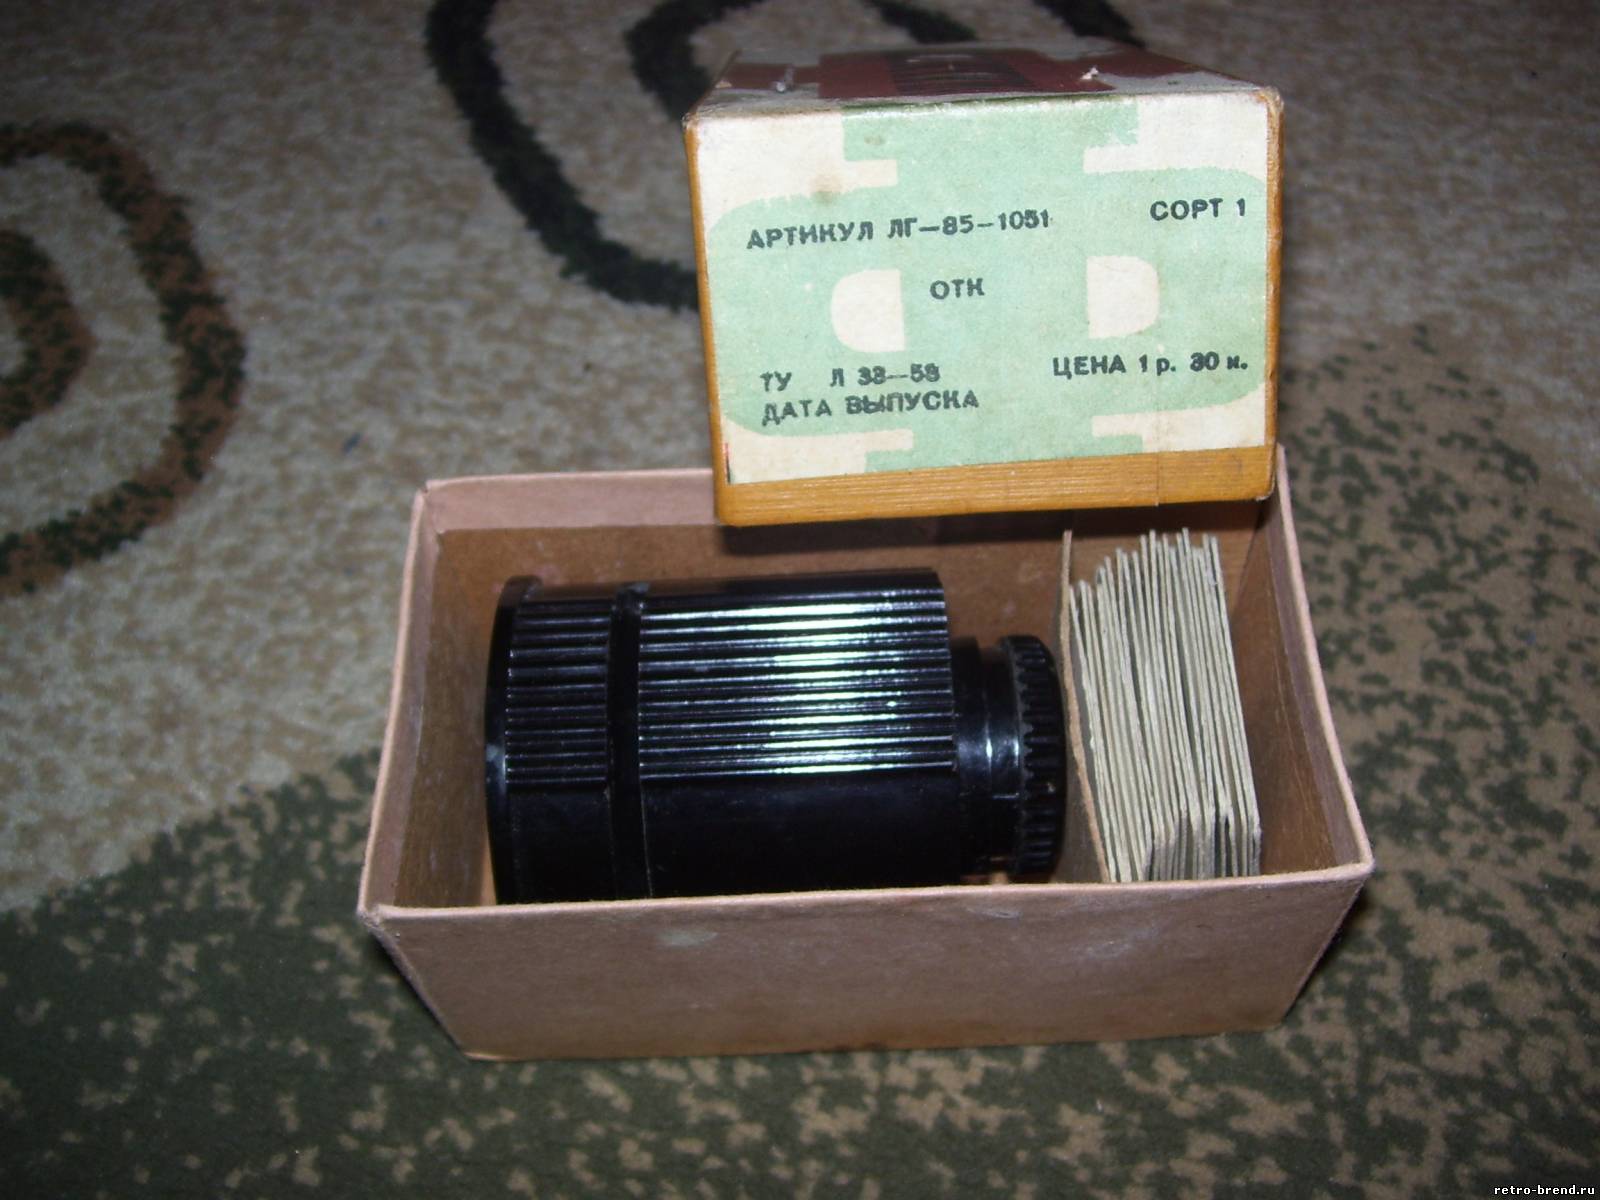 АРТИКУЛ ЛГ—85—1051 СОРТ 1
ОТК
ТУ Л 38—58 ЦЕНА 1 р. 30 к.
ДАТА ВЫПУСКА
retro-brend.ru